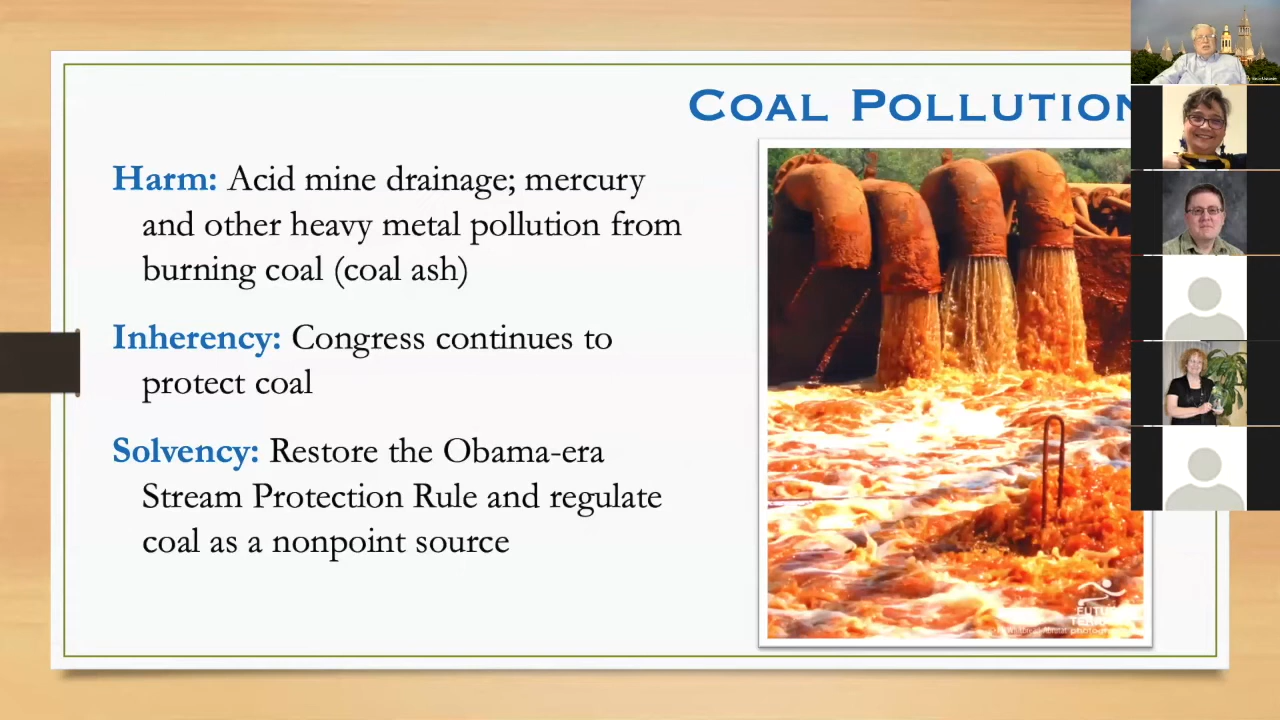 COAL POLLUTION
Harm: Acid mine drainage; mercury
and other heavy metal pollution from
burning coal (coal ash)
Inherency: Congress continues to
protect coal
Solvency: Restore the Obama-era
Stream Protection Rule and regulate
coal as a nonpoint source